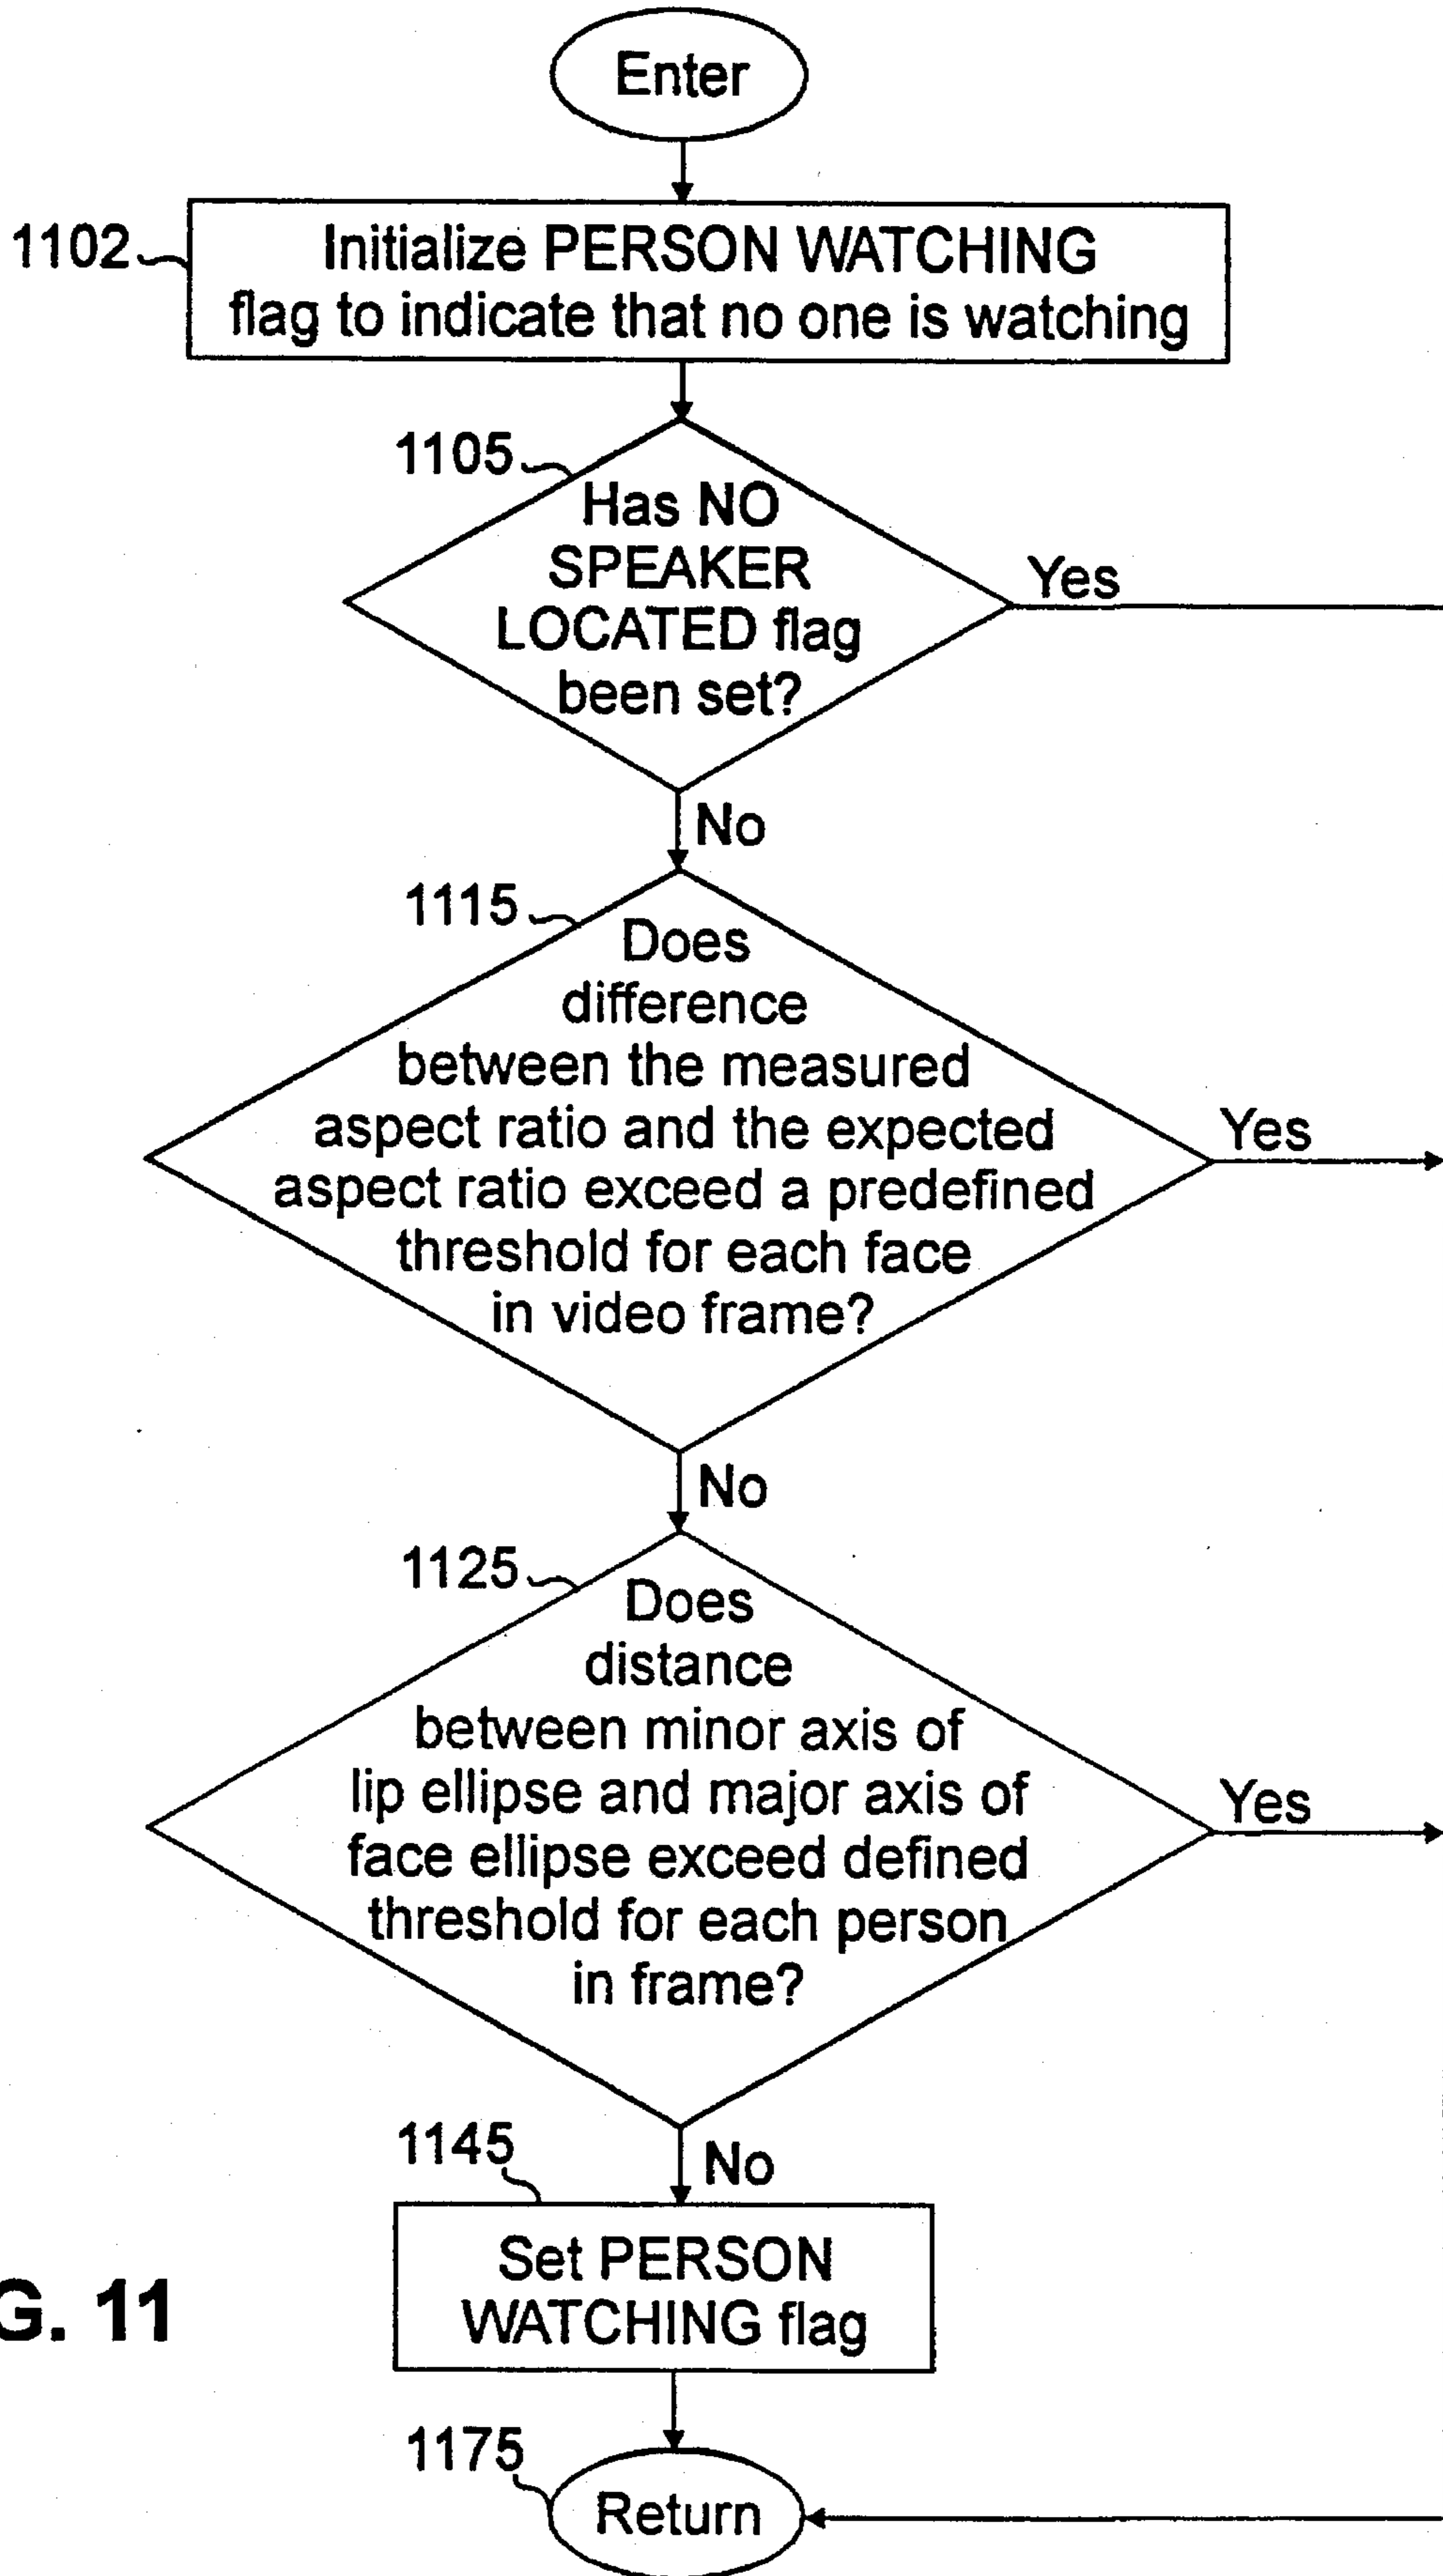 Enter
1102
Initialize PERSON WATCHING
flag to indicate that no one is watching
1105
Has NO
SPEAKER
LOCATED flag
been set?
Yes
No
1115
Does
difference
between the measured
aspect ratio and the expected
aspect ratio exceed a predefined
threshold for each face
in video frame?
Yes
No
1125
Does
distance
between minor axis of
lip ellipse and major axis of
face ellipse exceed defined
threshold for each person
in frame?
Yes
No
1145
Set PERSON
WATCHING flag
G. 11
1175
Return